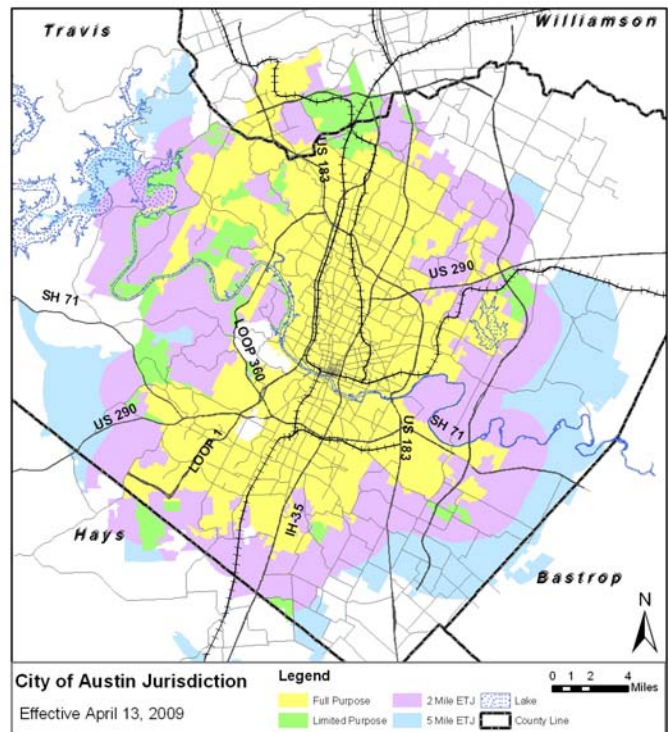 Travis
Williamson
US 183
US 290
SH 71
LOOP 360
US 290
LOOP 1
SH 71
US 183
IH-35
Hays
Bastrop
N
City of Austin Jurisdiction
Effective April 13, 2009
Legend
Full Purpose
Limited Purpose
2 Mile ETJ
5 Mile ETJ
Lake
County Line
0 1 2 4
Miles